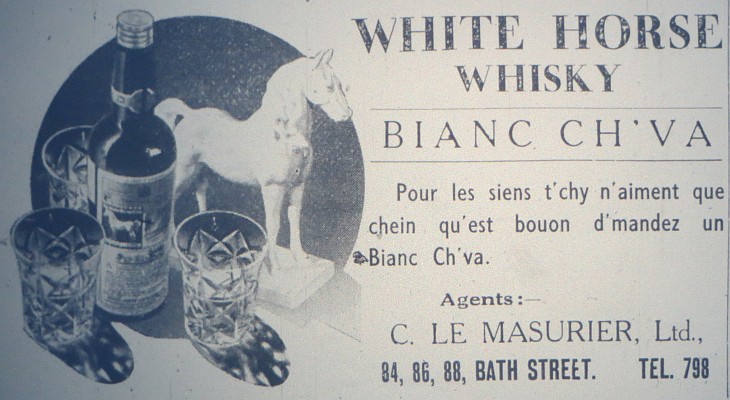 WHITE HORSE
WHISKY
BIANC CH'VA
Pour les siens t'chy n'aiment que
chein qu'est bouon d'mandez un
Bianc Ch'va.
Agents:—
C. LE MASURIER, Ltd.,
84, 86, 88, BATH STREET. TEL. 798